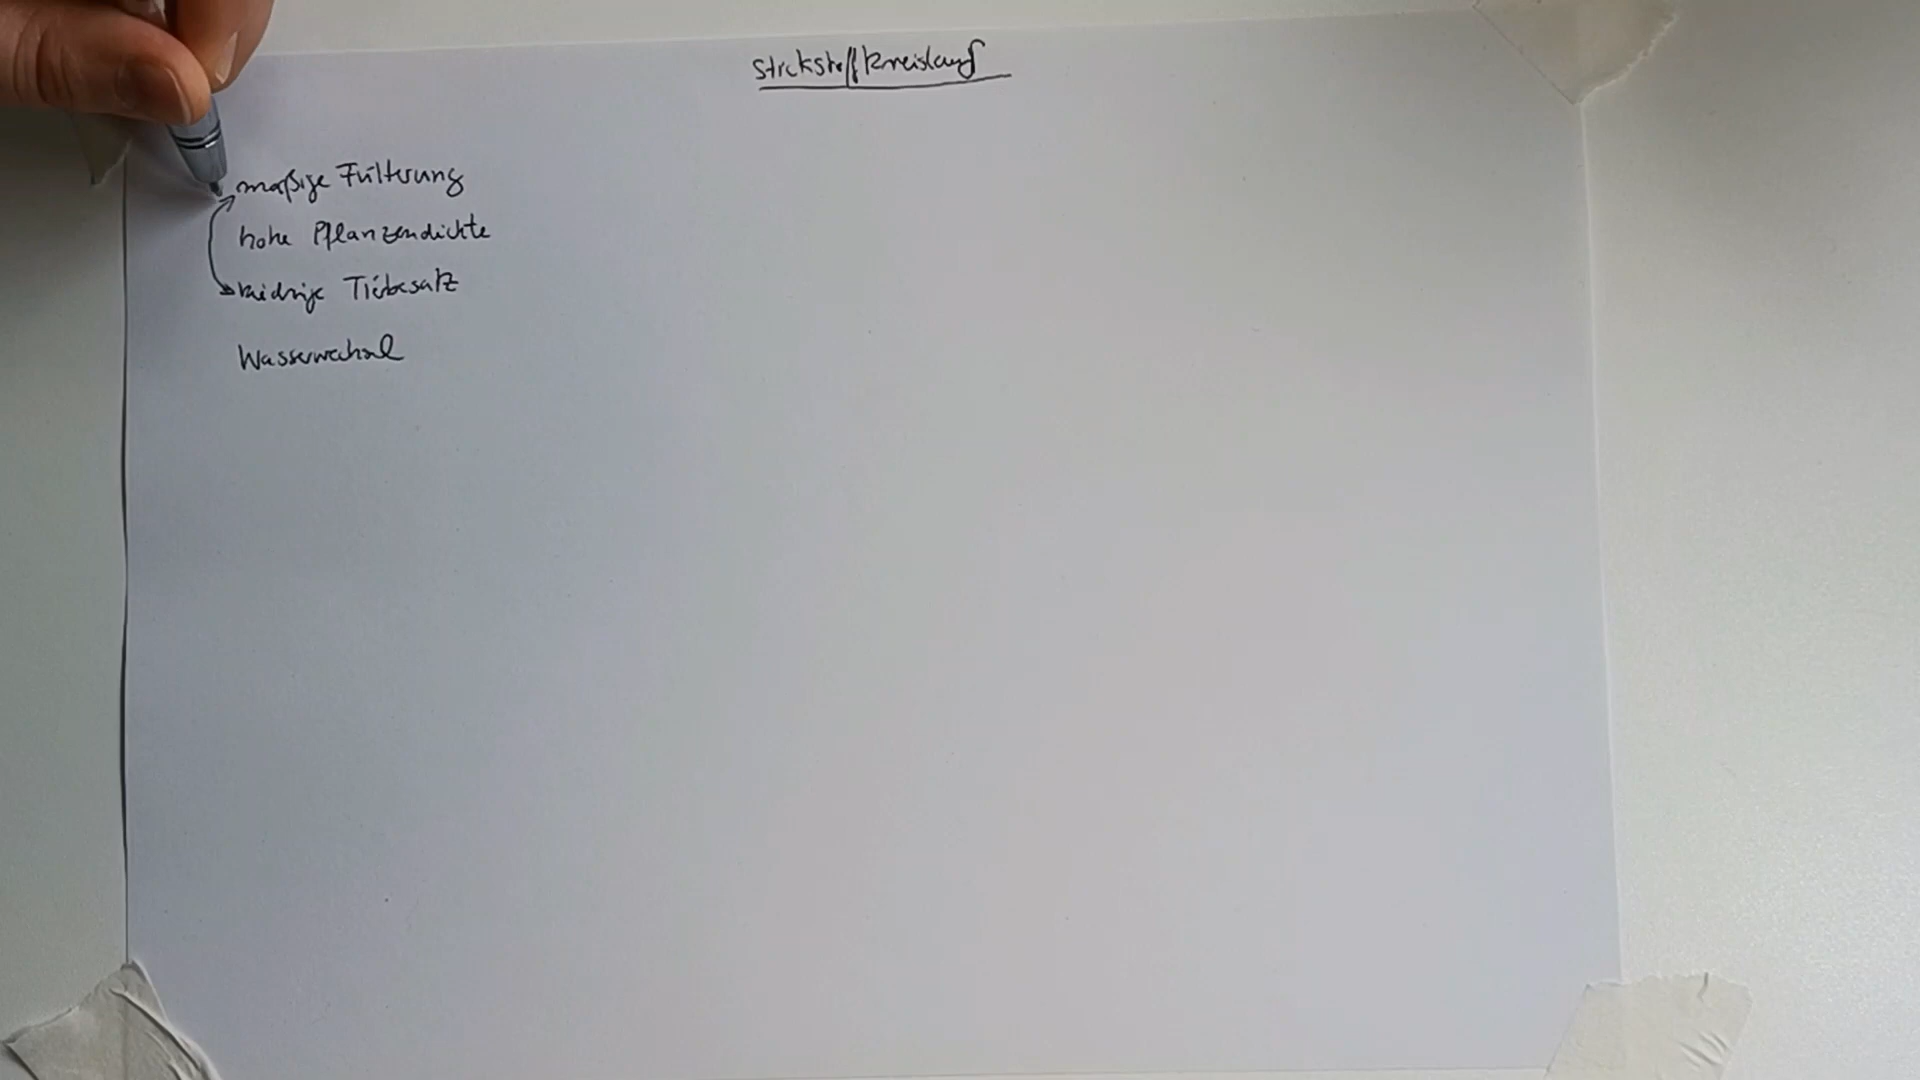 Stickstoffkreislauf
mäßige Fütterung
hohe Pflanzendichte
niedrige Tierbesatz
Wasserwechsel